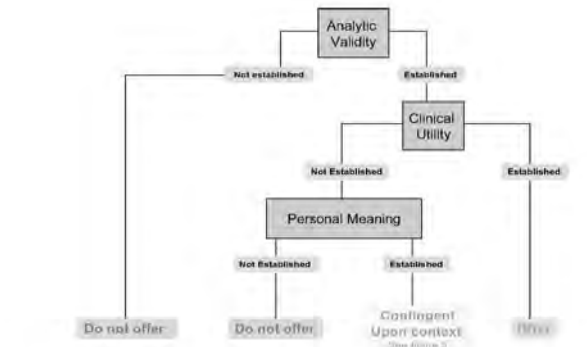 Analytic
Validity
Not established
Established
Clinical
Utility
Not Established
Established
Personal Meaning
Not Established
Established
Do not offer
Do not offer
Contingent
Upon context
Offer